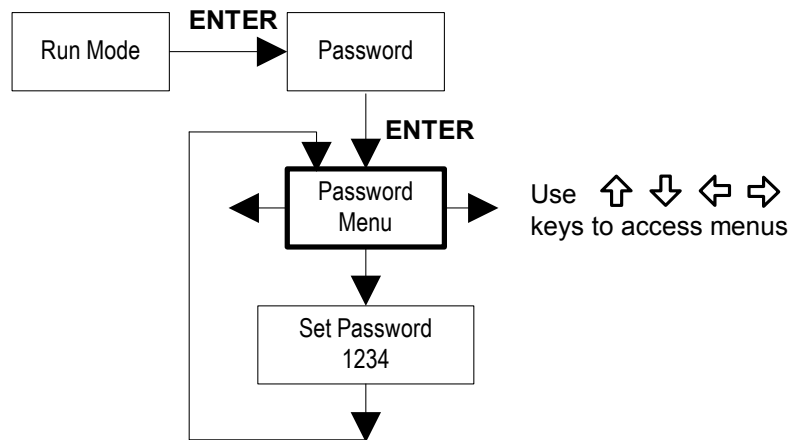 ENTER
Run Mode
Password
ENTER
Password
Menu
Use
keys to access menus
Set Password
1234